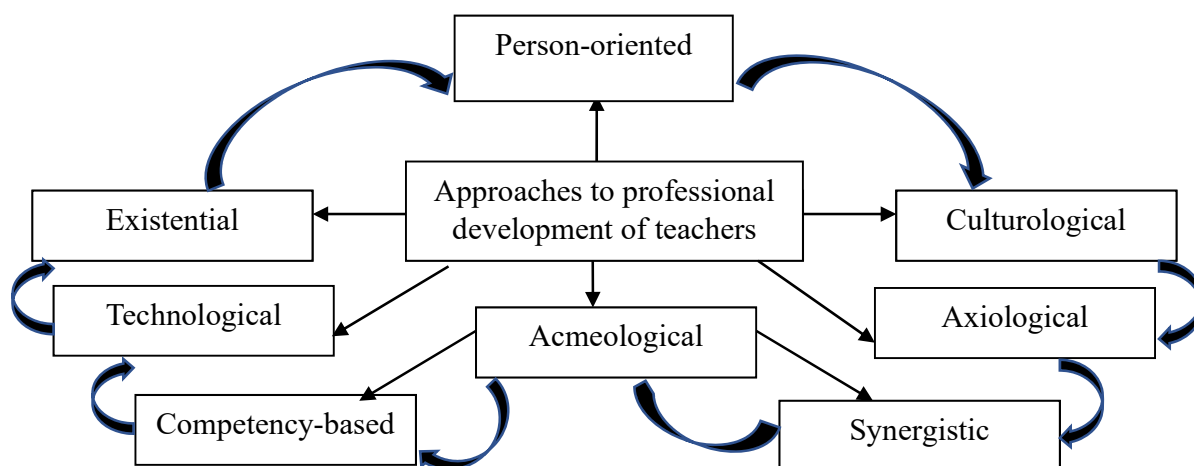 Person-oriented
Approaches to professional
development of teachers
Existential
Culturological
Technological
Acmeological
Axiological
Competency-based
Synergistic